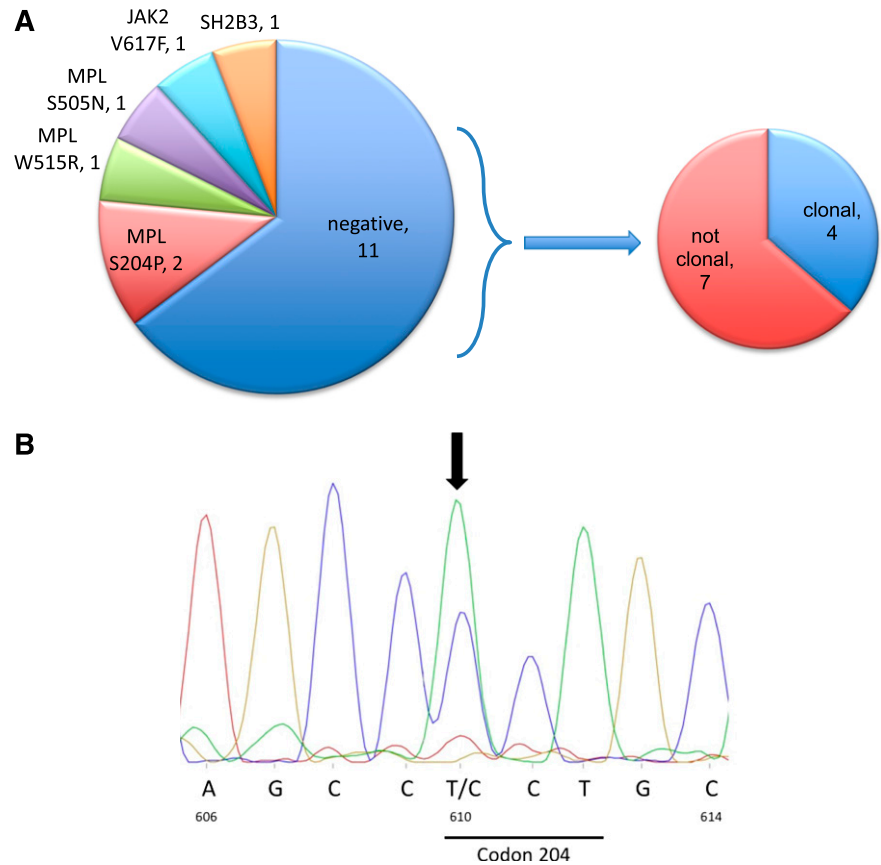 A
JAK2
V617F, 1
SH2B3, 1
MPL
S505N, 1
MPL
W515R, 1
MPL
S204P, 2
negative,
11
clonal,
4
not
clonal,
7
B
A G C C T/C C T G C
606 610 614
Codon 204